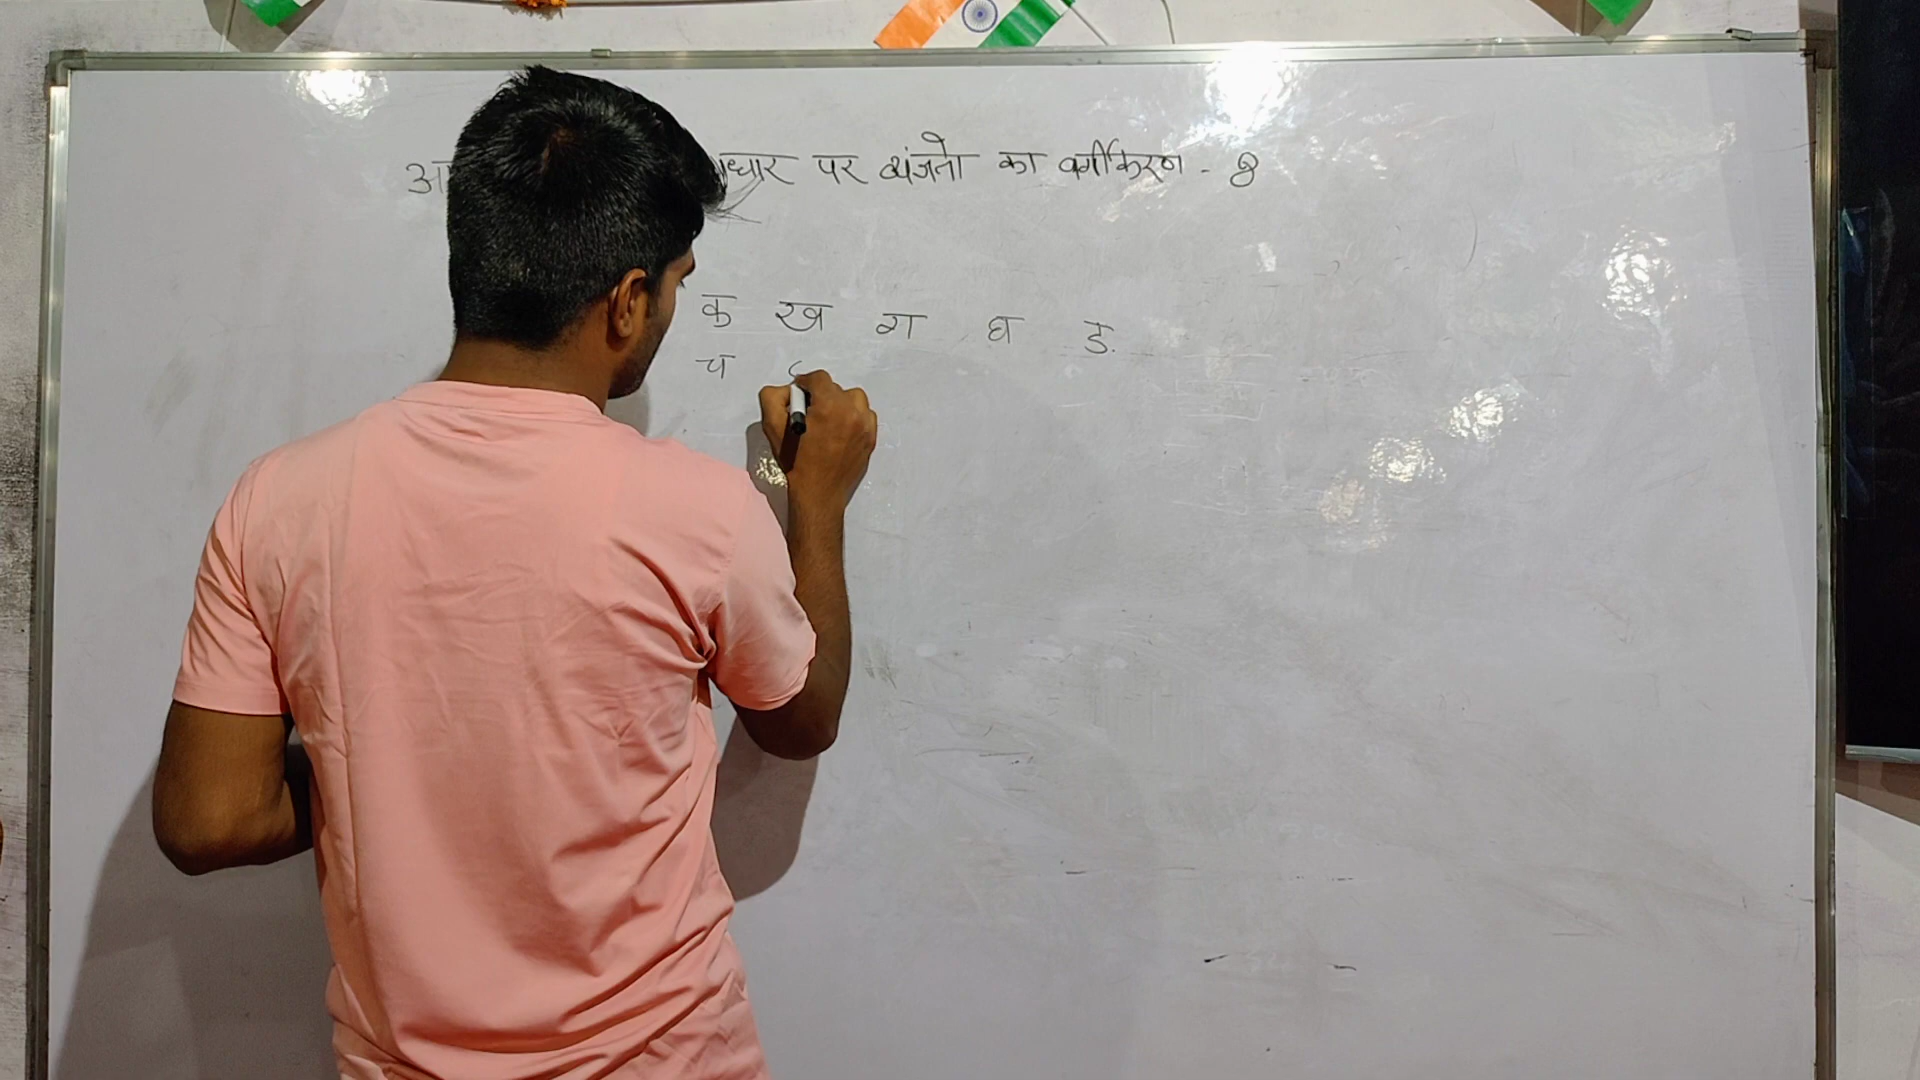 पर व्यंजनो का वर्गीकरण - 8
क ख ग घ ङ
च